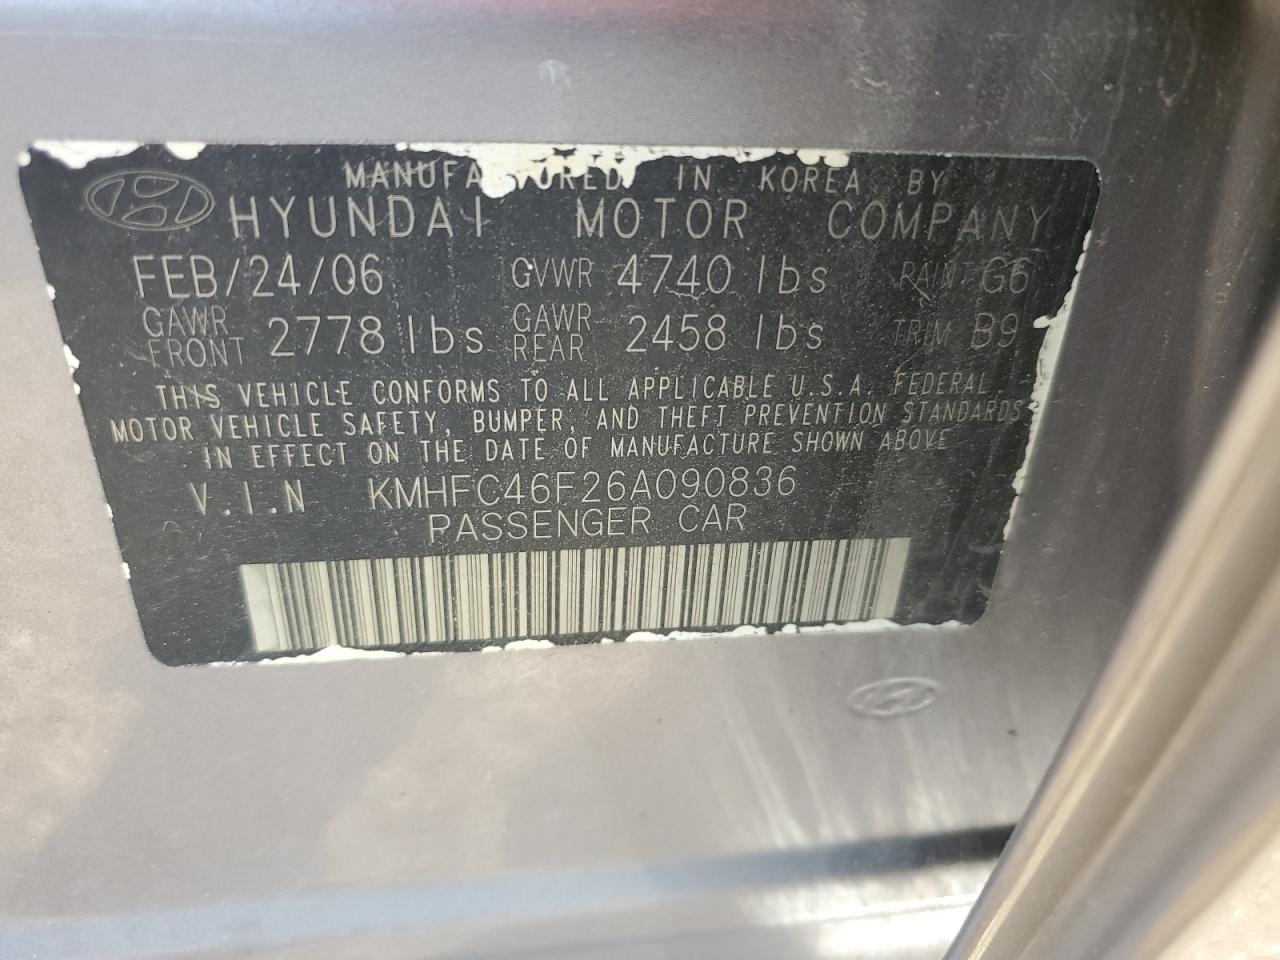 MANUFACTURED IN KOREA BY
HYUNDAI MOTOR COMPANY
FEB/24/06 GVWR 4740 lbs PAINT G6
GAWR FRONT 2778 lbs GAWR REAR 2458 lbs TRIM B9
THIS VEHICLE CONFORMS TO ALL APPLICABLE U.S.A. FEDERAL
MOTOR VEHICLE SAFETY, BUMPER, AND THEFT PREVENTION STANDARDS
IN EFFECT ON THE DATE OF MANUFACTURE SHOWN ABOVE
V.I.N KMHFC46F26A090836
PASSENGER CAR